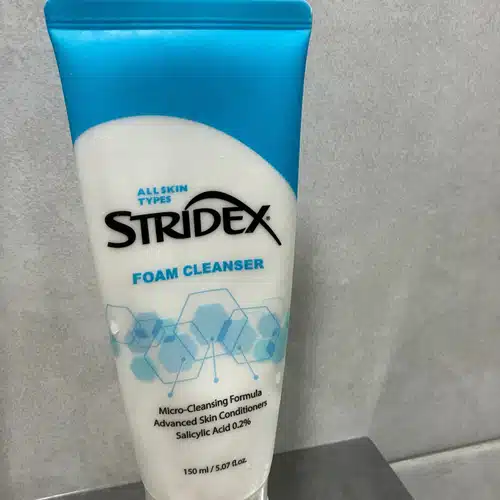 ALL SKIN
TYPES
STRIDEX
FOAM CLEANSER
Micro-Cleansing Formula
Advanced Skin Conditioners
Salicylic Acid 0.2%
150 ml / 5.07 fl.oz.